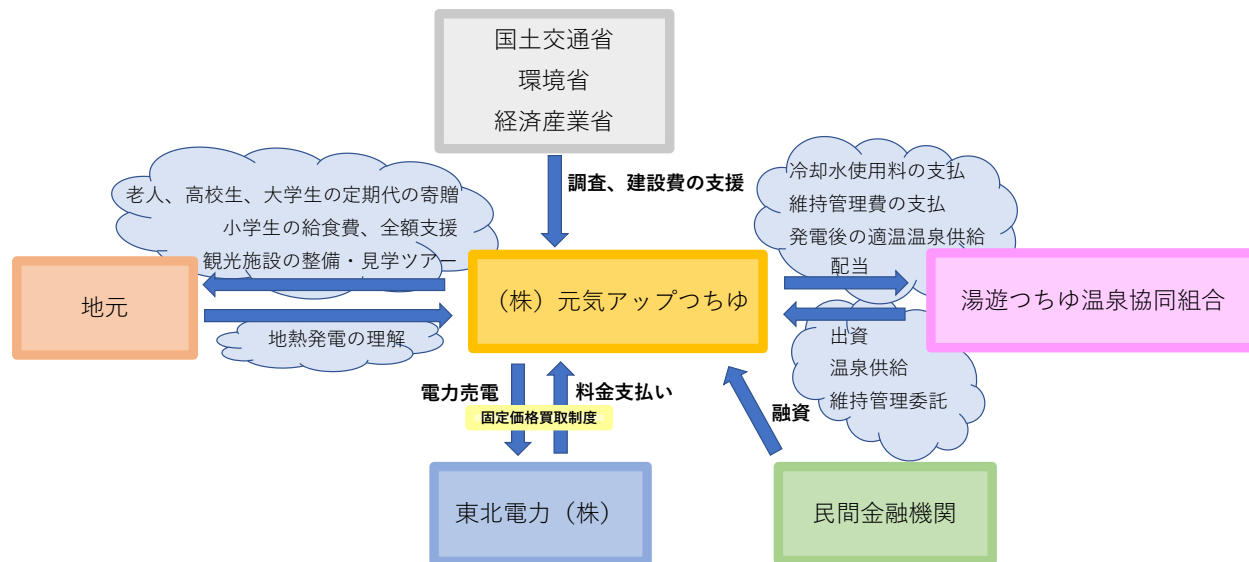 国土交通省
環境省
経済産業省
調査、建設費の支援
老人、高校生、大学生の定期代の寄贈
小学生の給食費、全額支援
観光施設の整備・見学ツアー
冷却水使用料の支払
維持管理費の支払
発電後の適温温泉供給
配当
地元
（株）元気アップつちゆ
湯遊つちゆ温泉協同組合
地熱発電の理解
出資
温泉供給
維持管理委託
電力売電
料金支払い
固定価格買取制度
融資
東北電力（株）
民間金融機関